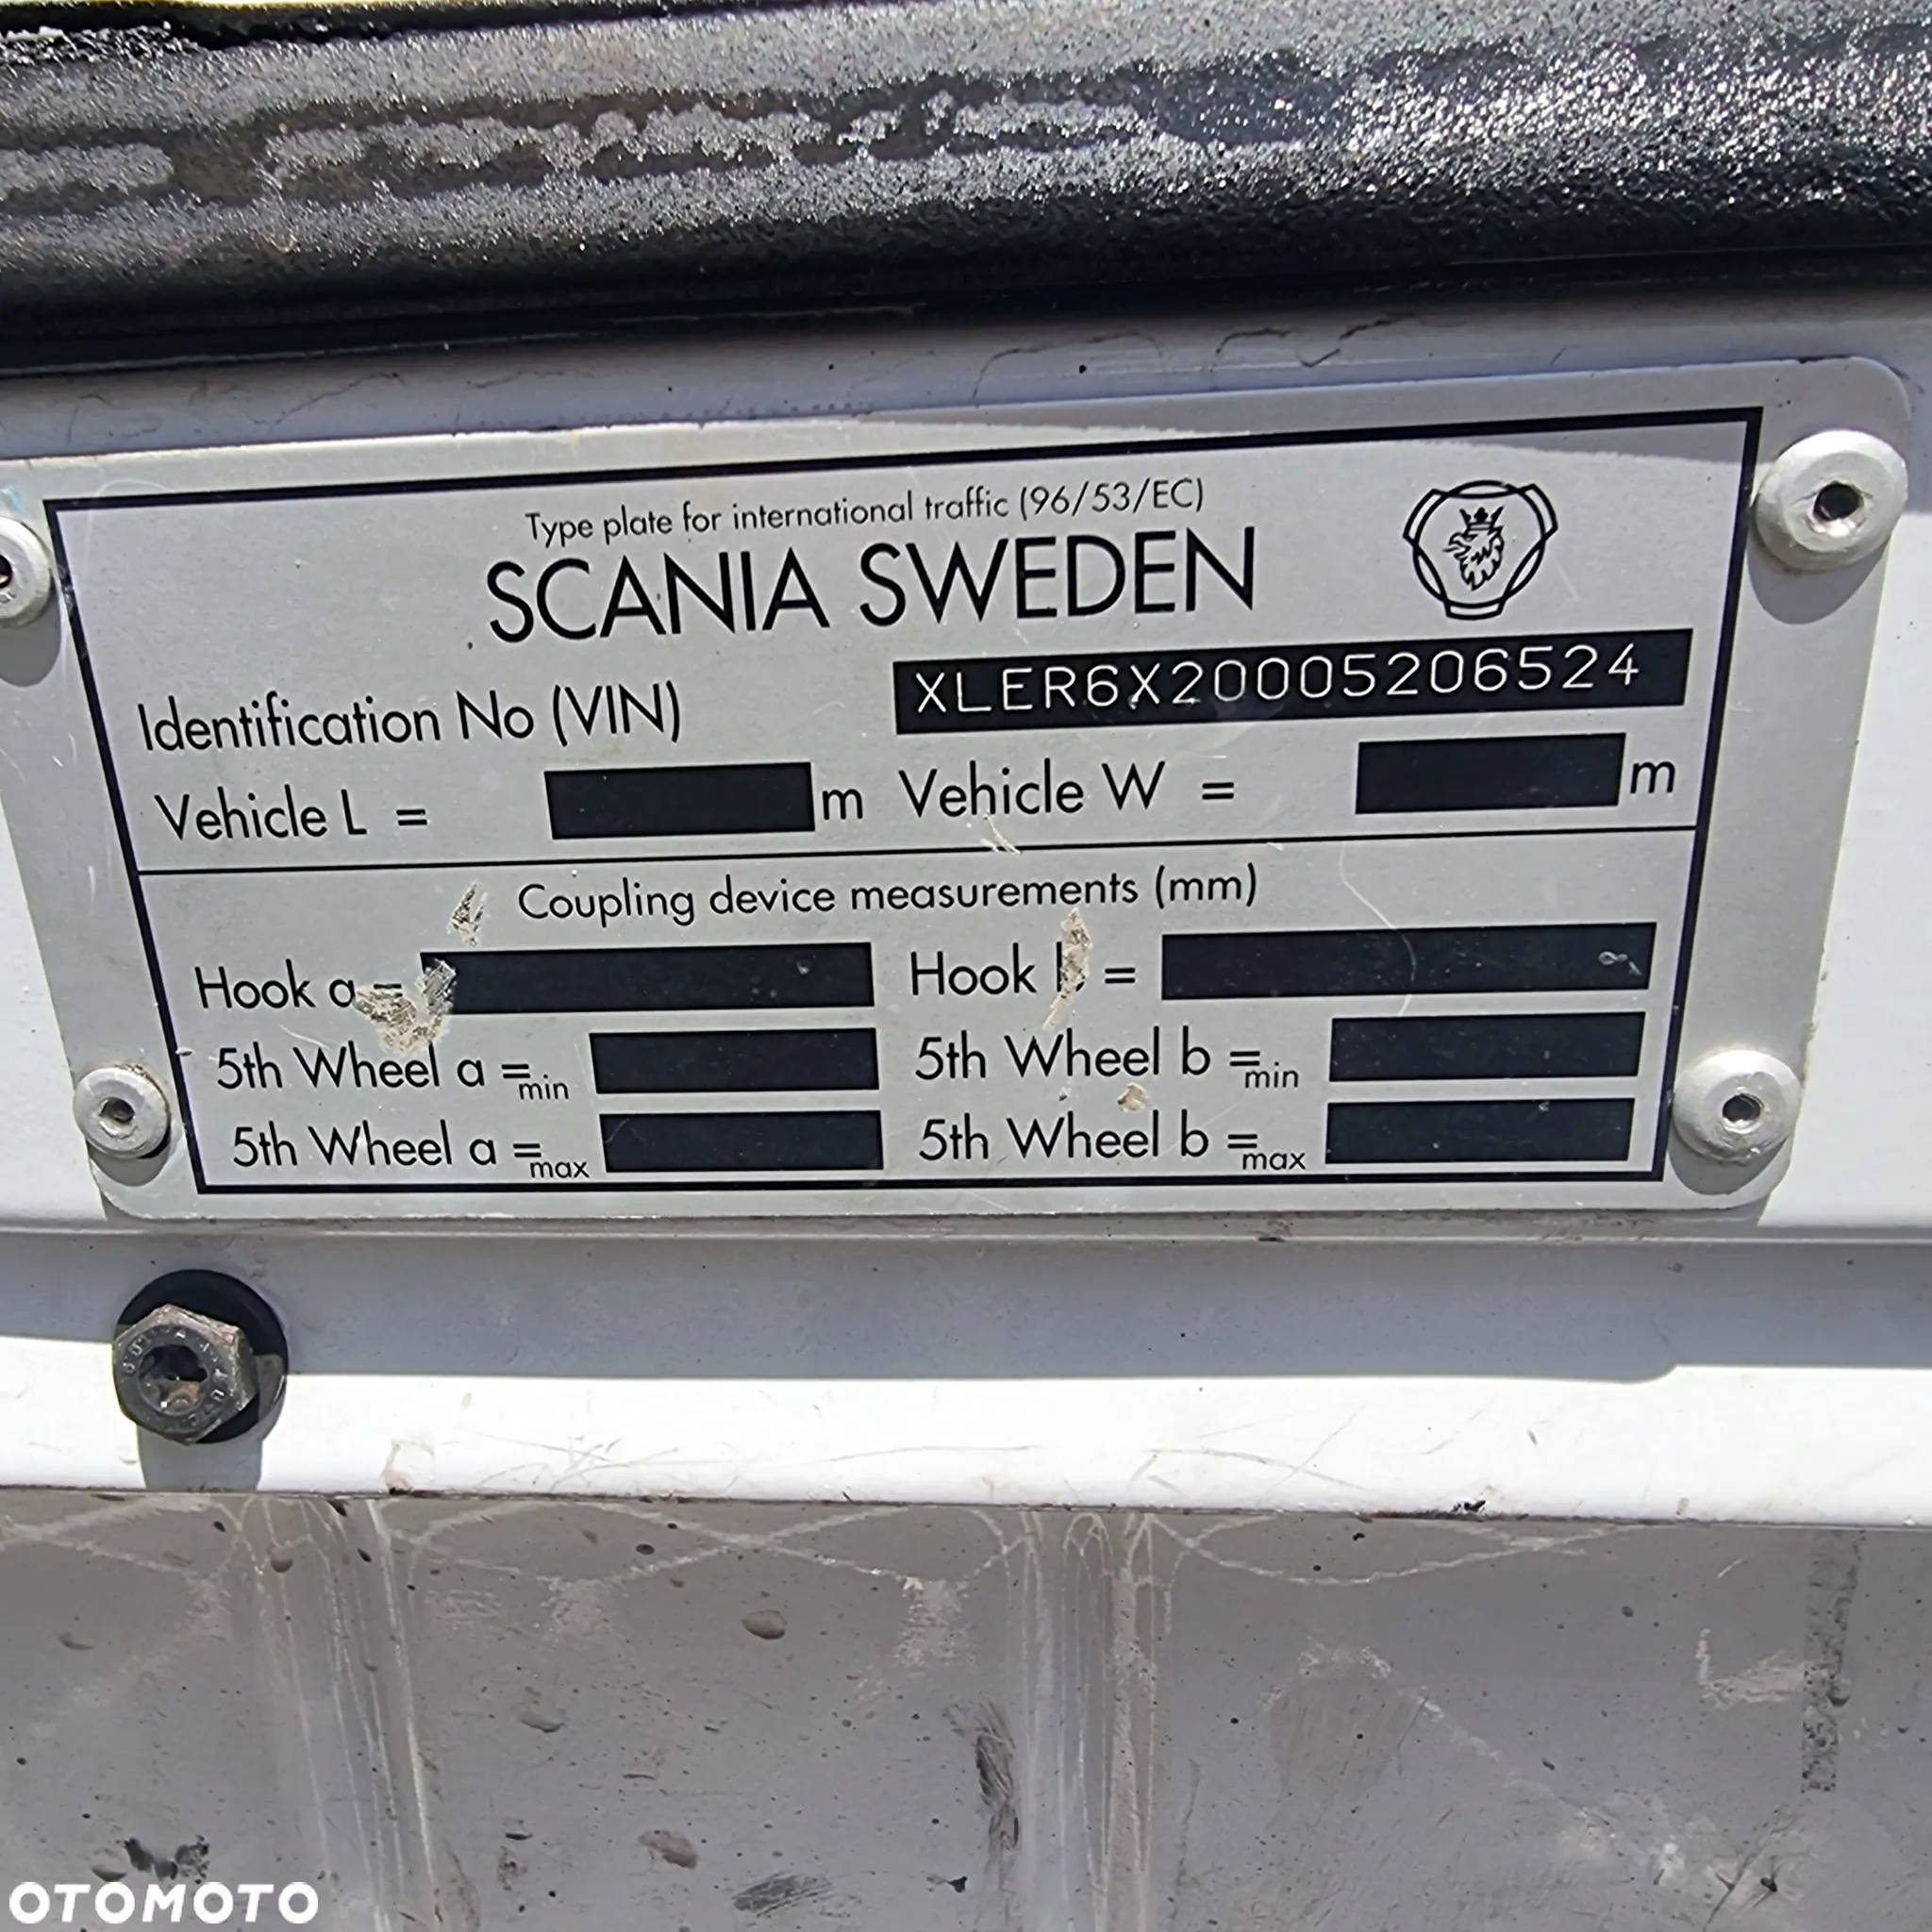 Type plate for international traffic (96/53/EC)
SCANIA SWEDEN
Identification No (VIN) XLER6X20005206524
Vehicle L = m Vehicle W = m
Coupling device measurements (mm)
Hook a = Hook b =
5th Wheel a =min 5th Wheel b =min
5th Wheel a =max 5th Wheel b =max
OTOMOTO